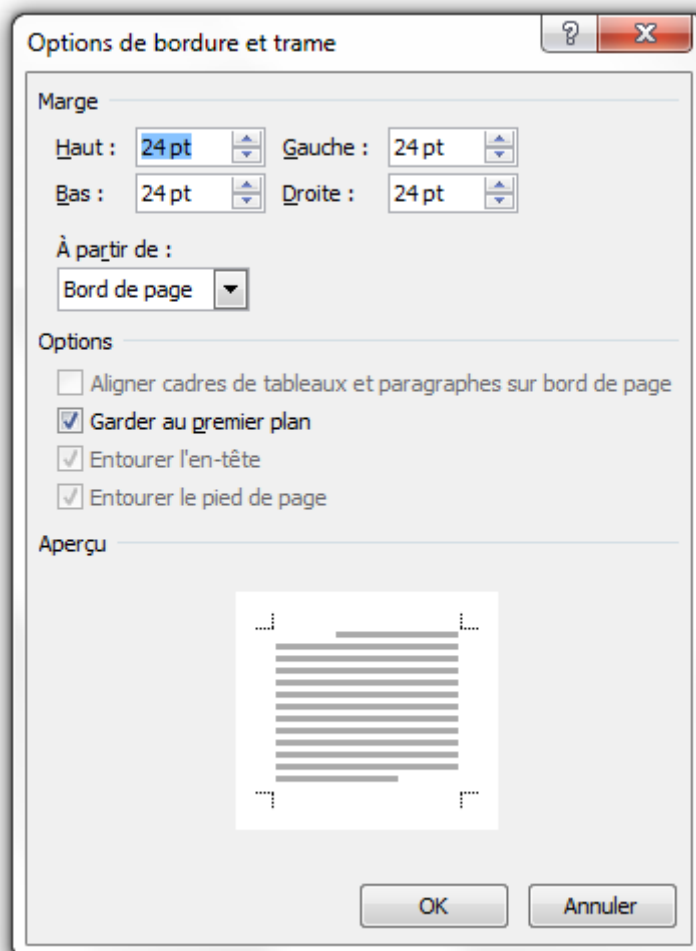 Options de bordure et trame
Marge
Haut : 24 pt Gauche : 24 pt
Bas : 24 pt Droite : 24 pt
À partir de :
Bord de page
Options
Aligner cadres de tableaux et paragraphes sur bord de page
Garder au premier plan
Entourer l'en-tête
Entourer le pied de page
Aperçu
OK Annuler